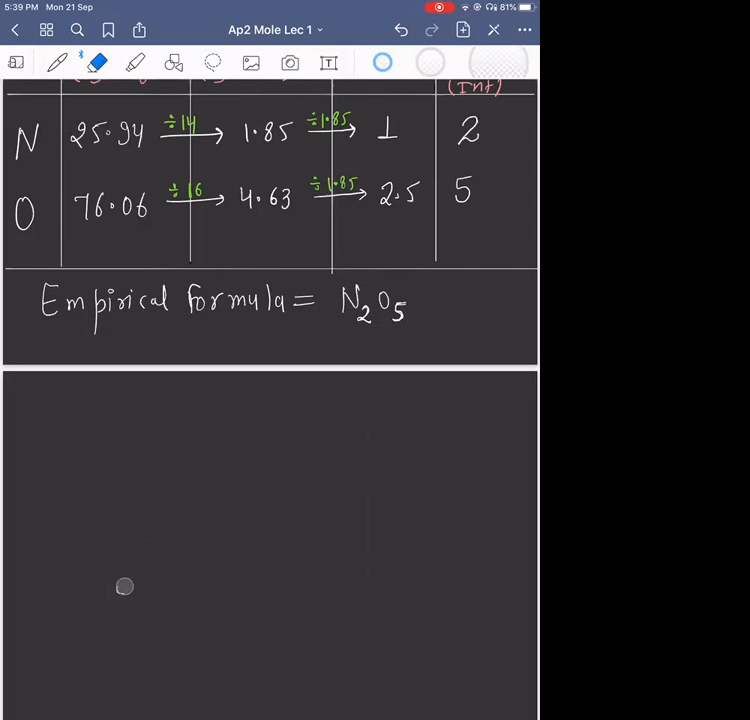 5:39 PM Mon 21 Sep 81%
Ap2 Mole Lec 1
(Int)
N 25.94 ÷14 1.85 ÷1.85 1 2
O 76.06 ÷16 4.63 ÷1.85 2.5 5
Empirical formula = N₂O₅